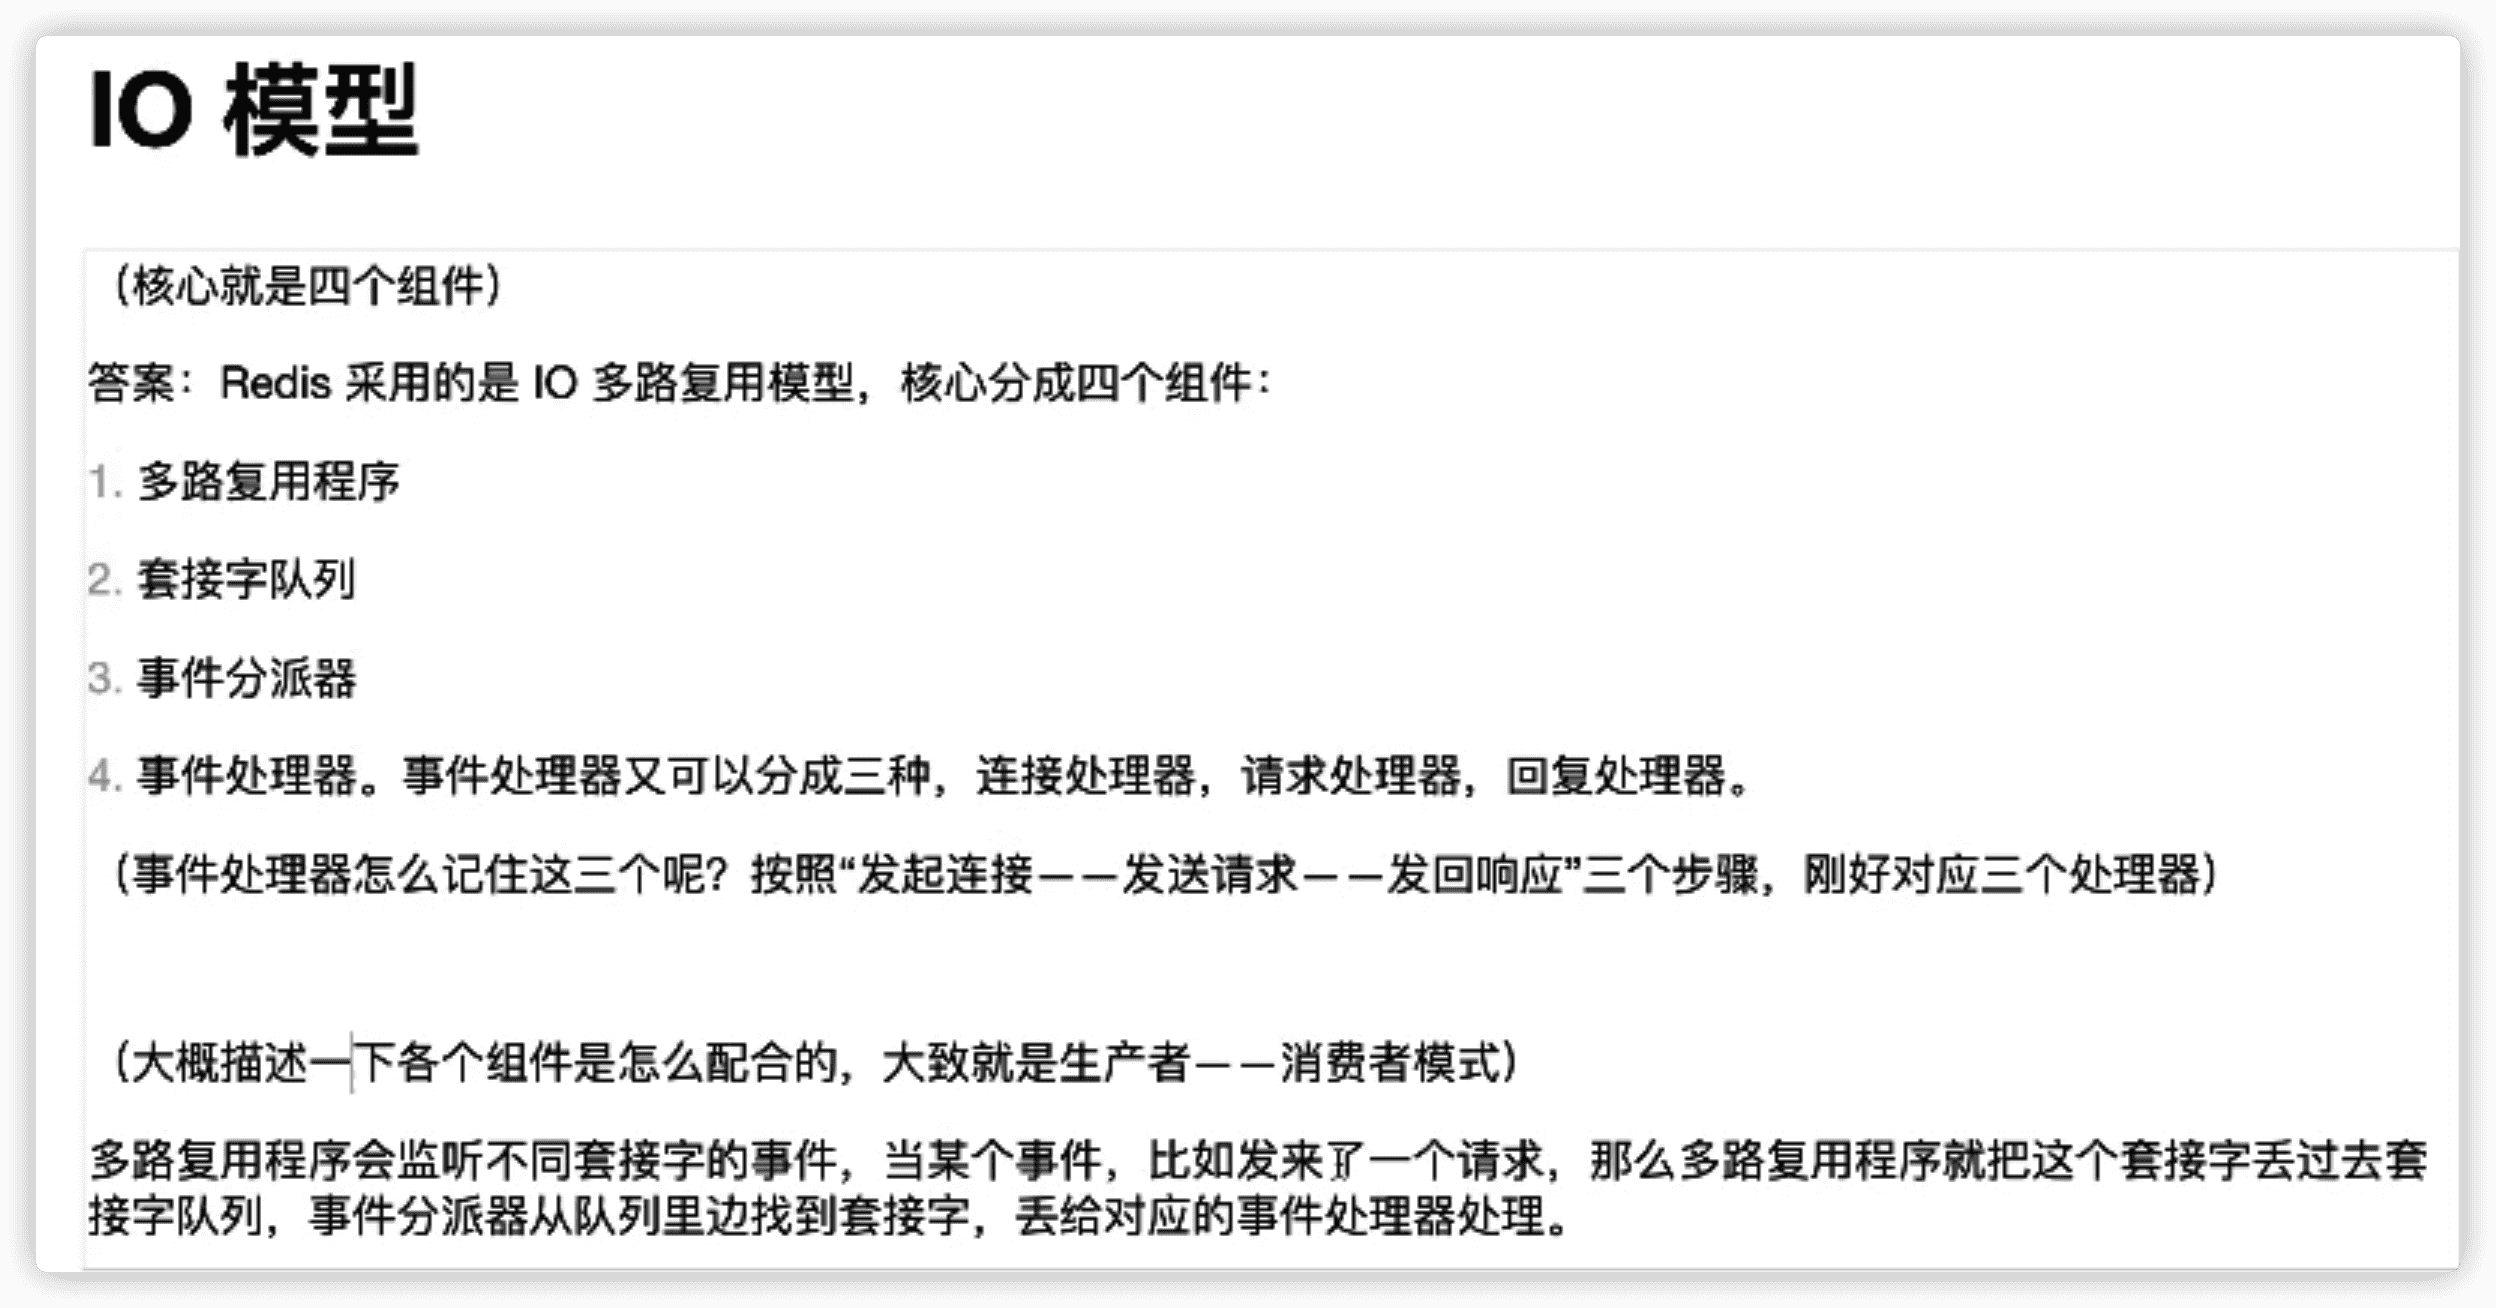 IO 模型
（核心就是四个组件）
答案：Redis 采用的是 IO 多路复用模型，核心分成四个组件：
1. 多路复用程序
2. 套接字队列
3. 事件分派器
4. 事件处理器。事件处理器又可以分成三种，连接处理器，请求处理器，回复处理器。
（事件处理器怎么记住这三个呢？按照“发起连接——发送请求——发回响应”三个步骤，刚好对应三个处理器）
（大概描述一下各个组件是怎么配合的，大致就是生产者——消费者模式）
多路复用程序会监听不同套接字的事件，当某个事件，比如发来了一个请求，那么多路复用程序就把这个套接字丢过去套
接字队列，事件分派器从队列里边找到套接字，丢给对应的事件处理器处理。